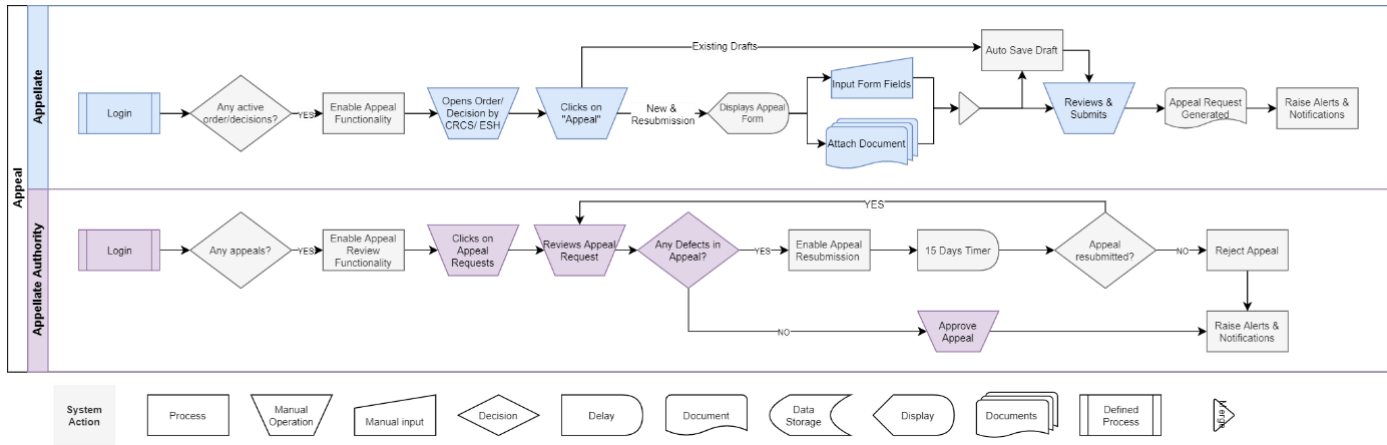 Appeal
Appellate
Existing Drafts
Auto Save Draft
Login
Any active
order/decisions?
YES
Enable Appeal
Functionality
Opens Order/
Decision by
CRCS/ ESH
Clicks on
"Appeal"
New &
Resubmission
Displays Appeal
Form
Input Form Fields
Attach Document
Reviews &
Submits
Appeal Request
Generated
Raise Alerts &
Notifications
Appellate Authority
YES
Login
Any appeals?
YES
Enable Appeal
Review
Functionality
Clicks on
Appeal
Requests
Reviews Appeal
Request
Any Defects in
Appeal?
YES
Enable Appeal
Resubmission
15 Days Timer
Appeal
resubmitted?
NO
Reject Appeal
NO
Approve
Appeal
Raise Alerts &
Notifications
System
Action
Process
Manual
Operation
Manual input
Decision
Delay
Document
Data
Storage
Display
Documents
Defined
Process
Merge